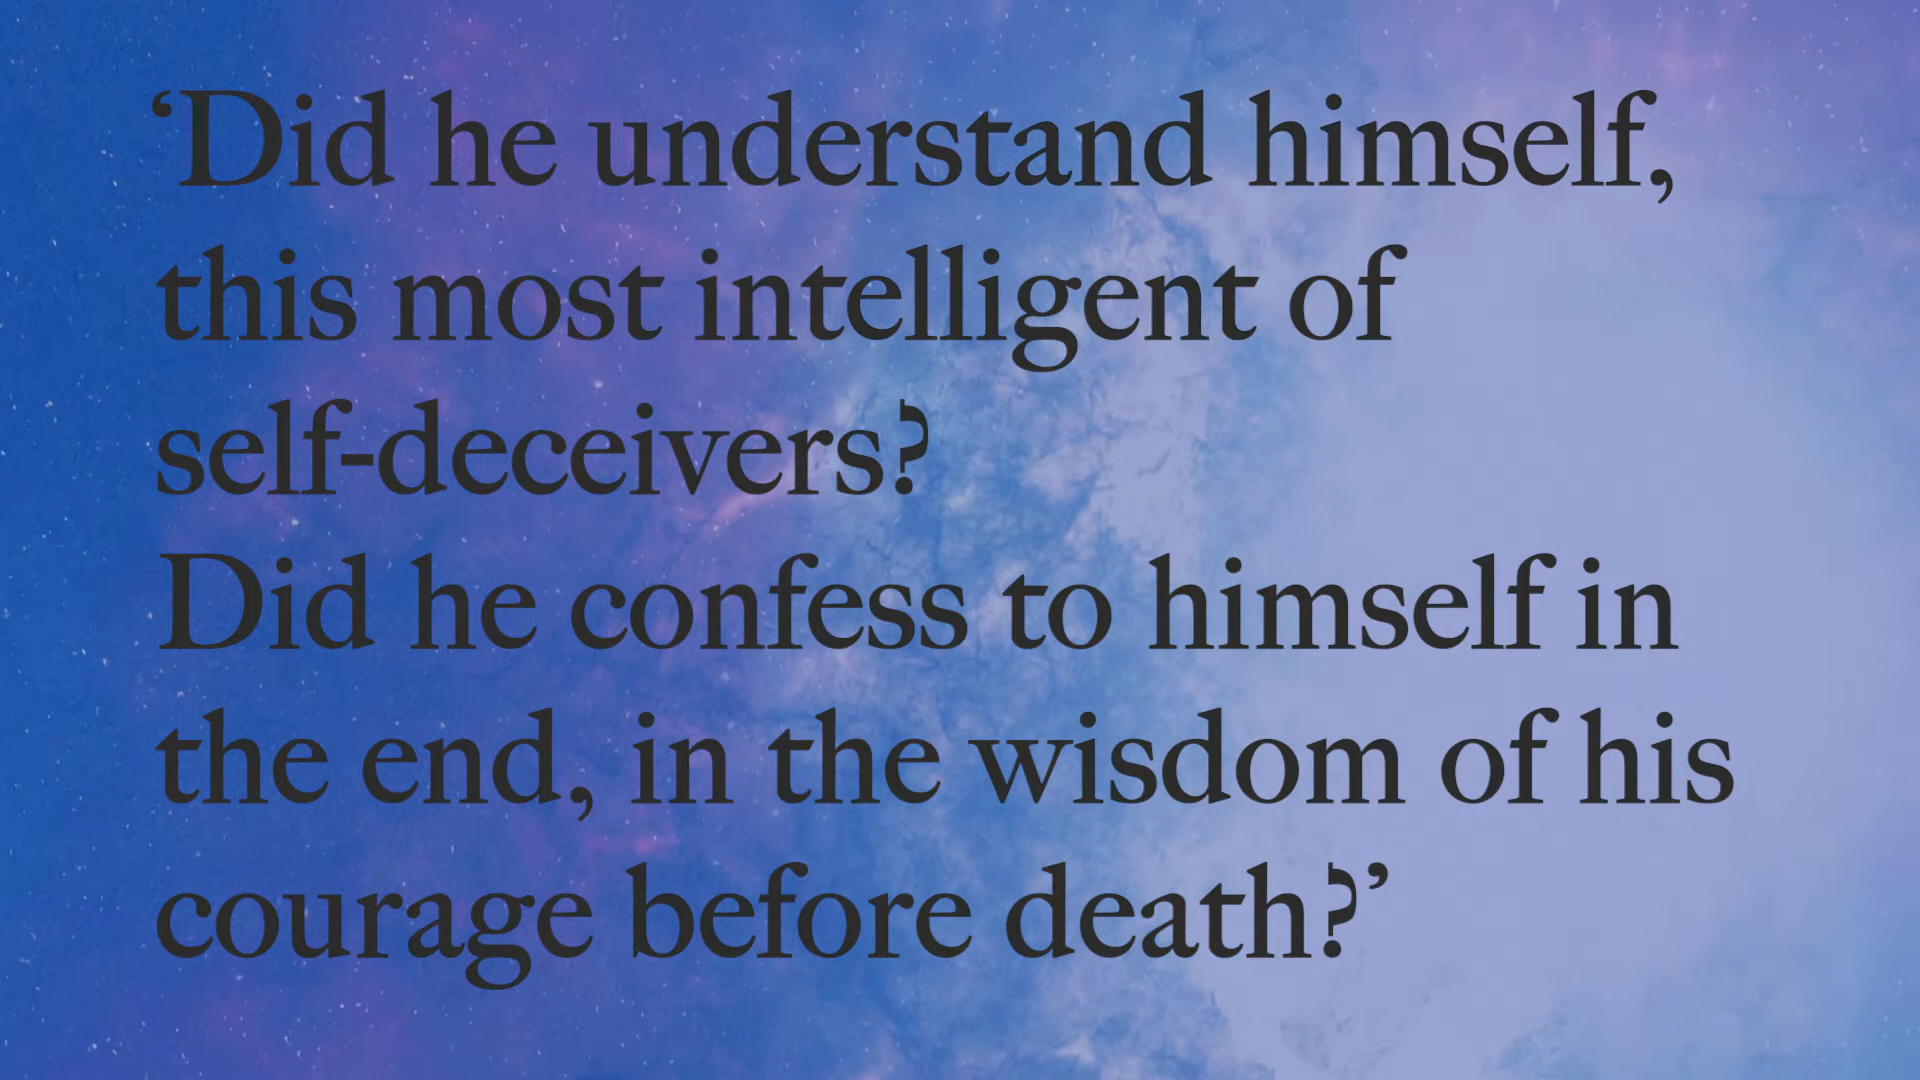 ‘Did he understand himself,
this most intelligent of
self-deceivers?
Did he confess to himself in
the end, in the wisdom of his
courage before death?’